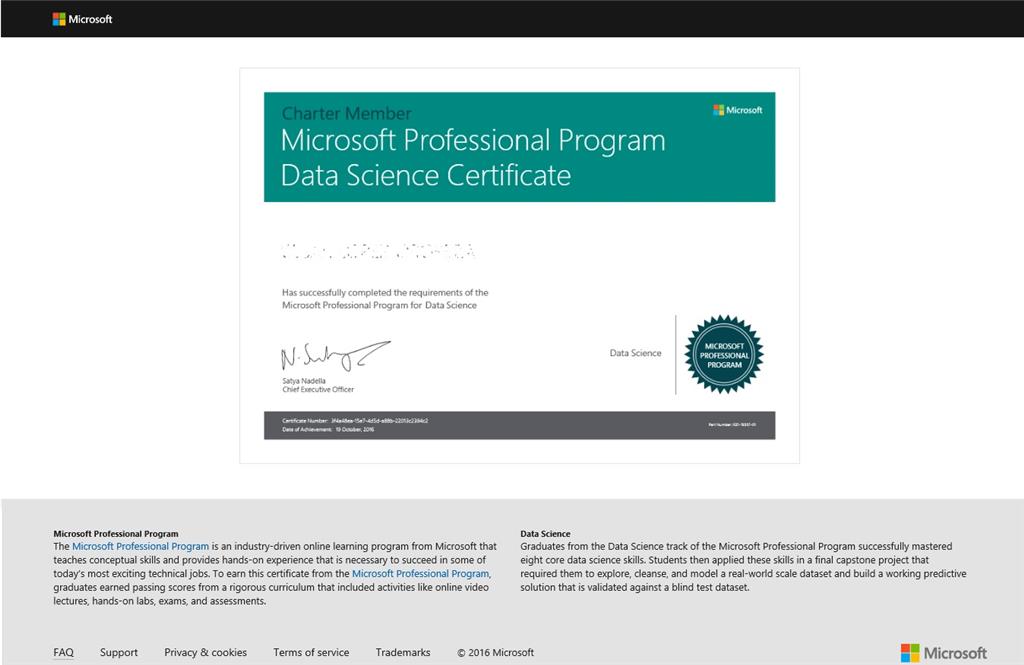 Microsoft
Charter Member
Microsoft
Microsoft Professional Program
Data Science Certificate
Has successfully completed the requirements of the
Microsoft Professional Program for Data Science
Satya Nadella
Chief Executive Officer
Data Science
MICROSOFT
PROFESSIONAL
PROGRAM
Certificate Number:
Date of Achievement: 19 October, 2016
Part Number:
Microsoft Professional Program
The Microsoft Professional Program is an industry-driven online learning program from Microsoft that
teaches conceptual skills and provides hands-on experience that is necessary to succeed in some of
today's most exciting technical jobs. To earn this certificate from the Microsoft Professional Program,
graduates earned passing scores from a rigorous curriculum that included activities like online video
lectures, hands-on labs, exams, and assessments.
Data Science
Graduates from the Data Science track of the Microsoft Professional Program successfully mastered
eight core data science skills. Students then applied these skills in a final capstone project that
required them to explore, cleanse, and model a real-world scale dataset and build a working predictive
solution that is validated against a blind test dataset.
FAQ Support Privacy & cookies Terms of service Trademarks © 2016 Microsoft
Microsoft